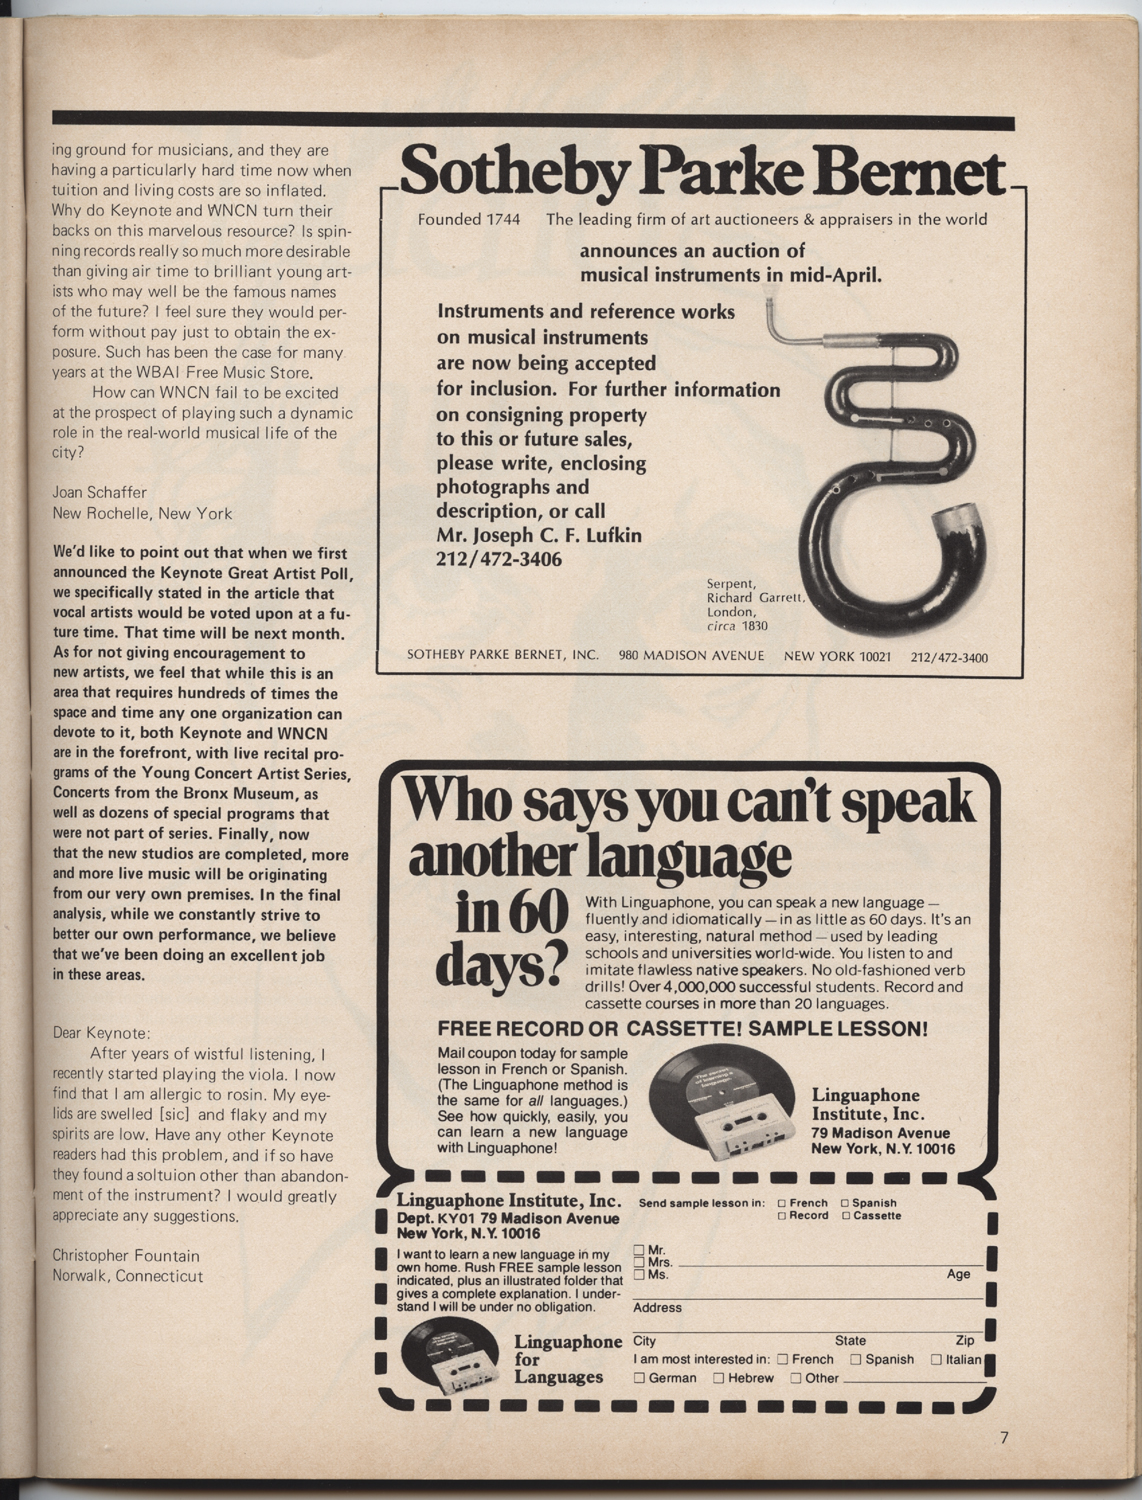 ing ground for musicians, and they are
having a particularly hard time now when
tuition and living costs are so inflated.
Why do Keynote and WNCN turn their
backs on this marvelous resource? Is spin-
ning records really so much more desirable
than giving air time to brilliant young art-
ists who may well be the famous names
of the future? I feel sure they would per-
form without pay just to obtain the ex-
posure. Such has been the case for many
years at the WBAI Free Music Store.
How can WNCN fail to be excited
at the prospect of playing such a dynamic
role in the real-world musical life of the
city?
Joan Schaffer
New Rochelle, New York
We'd like to point out that when we first
announced the Keynote Great Artist Poll,
we specifically stated in the article that
vocal artists would be voted upon at a fu-
ture time. That time will be next month.
As for not giving encouragement to
new artists, we feel that while this is an
area that requires hundreds of times the
space and time any one organization can
devote to it, both Keynote and WNCN
are in the forefront, with live recital pro-
grams of the Young Concert Artist Series,
Concerts from the Bronx Museum, as
well as dozens of special programs that
were not part of series. Finally, now
that the new studios are completed, more
and more live music will be originating
from our very own premises. In the final
analysis, while we constantly strive to
better our own performance, we believe
that we've been doing an excellent job
in these areas.
Dear Keynote:
After years of wistful listening, I
recently started playing the viola. I now
find that I am allergic to rosin. My eye-
lids are swelled [sic] and flaky and my
spirits are low. Have any other Keynote
readers had this problem, and if so have
they found a soltuion other than abandon-
ment of the instrument? I would greatly
appreciate any suggestions.
Christopher Fountain
Norwalk, Connecticut
Sotheby Parke Bernet
Founded 1744 The leading firm of art auctioneers & appraisers in the world
announces an auction of
musical instruments in mid-April.
Instruments and reference works
on musical instruments
are now being accepted
for inclusion. For further information
on consigning property
to this or future sales,
please write, enclosing
photographs and
description, or call
Mr. Joseph C. F. Lufkin
212/472-3406
Serpent,
Richard Garrett,
London,
circa 1830
SOTHEBY PARKE BERNET, INC. 980 MADISON AVENUE NEW YORK 10021 212/472-3400
Who says you can't speak
another language
in 60
days?
With Linguaphone, you can speak a new language —
fluently and idiomatically — in as little as 60 days. It's an
easy, interesting, natural method — used by leading
schools and universities world-wide. You listen to and
imitate flawless native speakers. No old-fashioned verb
drills! Over 4,000,000 successful students. Record and
cassette courses in more than 20 languages.
FREE RECORD OR CASSETTE! SAMPLE LESSON!
Mail coupon today for sample
lesson in French or Spanish.
(The Linguaphone method is
the same for all languages.)
See how quickly, easily, you
can learn a new language
with Linguaphone!
Linguaphone
Institute, Inc.
79 Madison Avenue
New York, N.Y. 10016
Linguaphone Institute, Inc.
Dept. KY01 79 Madison Avenue
New York, N.Y. 10016
I want to learn a new language in my
own home. Rush FREE sample lesson
indicated, plus an illustrated folder that
gives a complete explanation. I under-
stand I will be under no obligation.
Linguaphone
for
Languages
Send sample lesson in: □ French □ Spanish
□ Record □ Cassette
□ Mr.
□ Mrs.
□ Ms.
Age
Address
City State Zip
I am most interested in: □ French □ Spanish □ Italian
□ German □ Hebrew □ Other
7